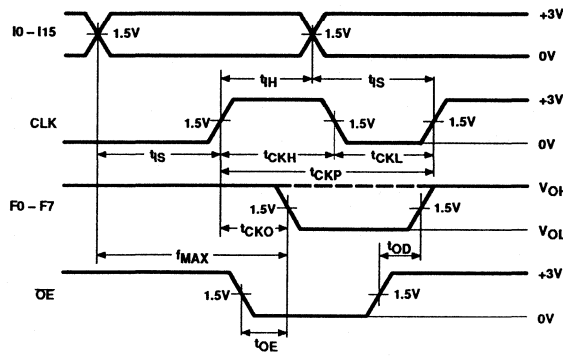 +3V
I0 – I15
1.5V
1.5V
0V
tIH
tIS
+3V
CLK
1.5V
1.5V
1.5V
0V
tIS
tCKH
tCKL
tCKP
VOH
F0 – F7
1.5V
1.5V
tCKO
VOL
fMAX
tOD
+3V
OE
1.5V
1.5V
0V
tOE